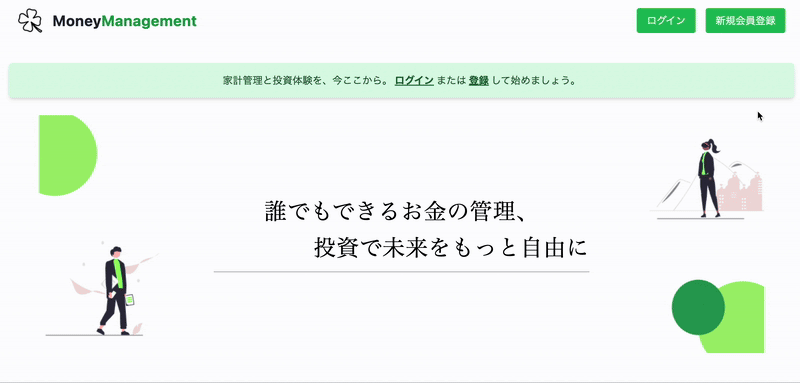 MoneyManagement
ログイン
新規会員登録
家計管理と投資体験を、今ここから。 ログイン または 登録 して始めましょう。
誰でもできるお金の管理、
投資で未来をもっと自由に